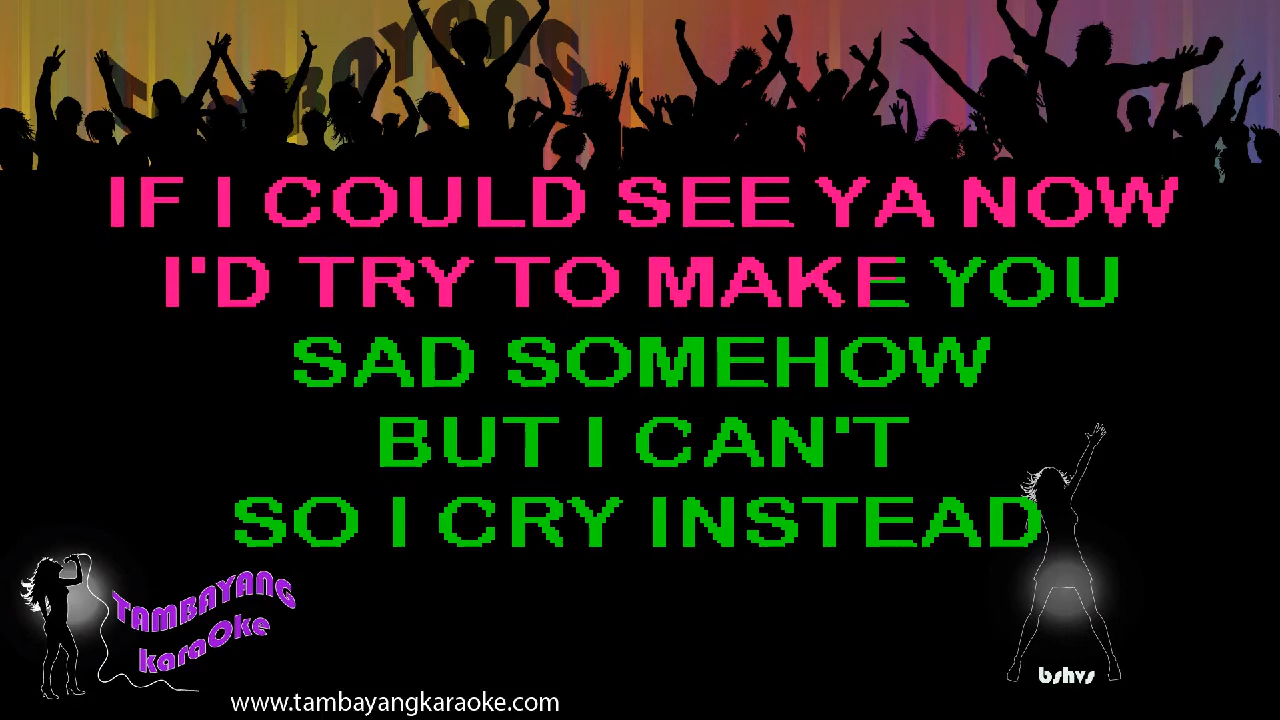 TAMBAYANG
IF I COULD SEE YA NOW
I'D TRY TO MAKE YOU
SAD SOMEHOW
BUT I CAN'T
SO I CRY INSTEAD
TAMBAYANG
karaOke
bshvs
www.tambayangkaraoke.com